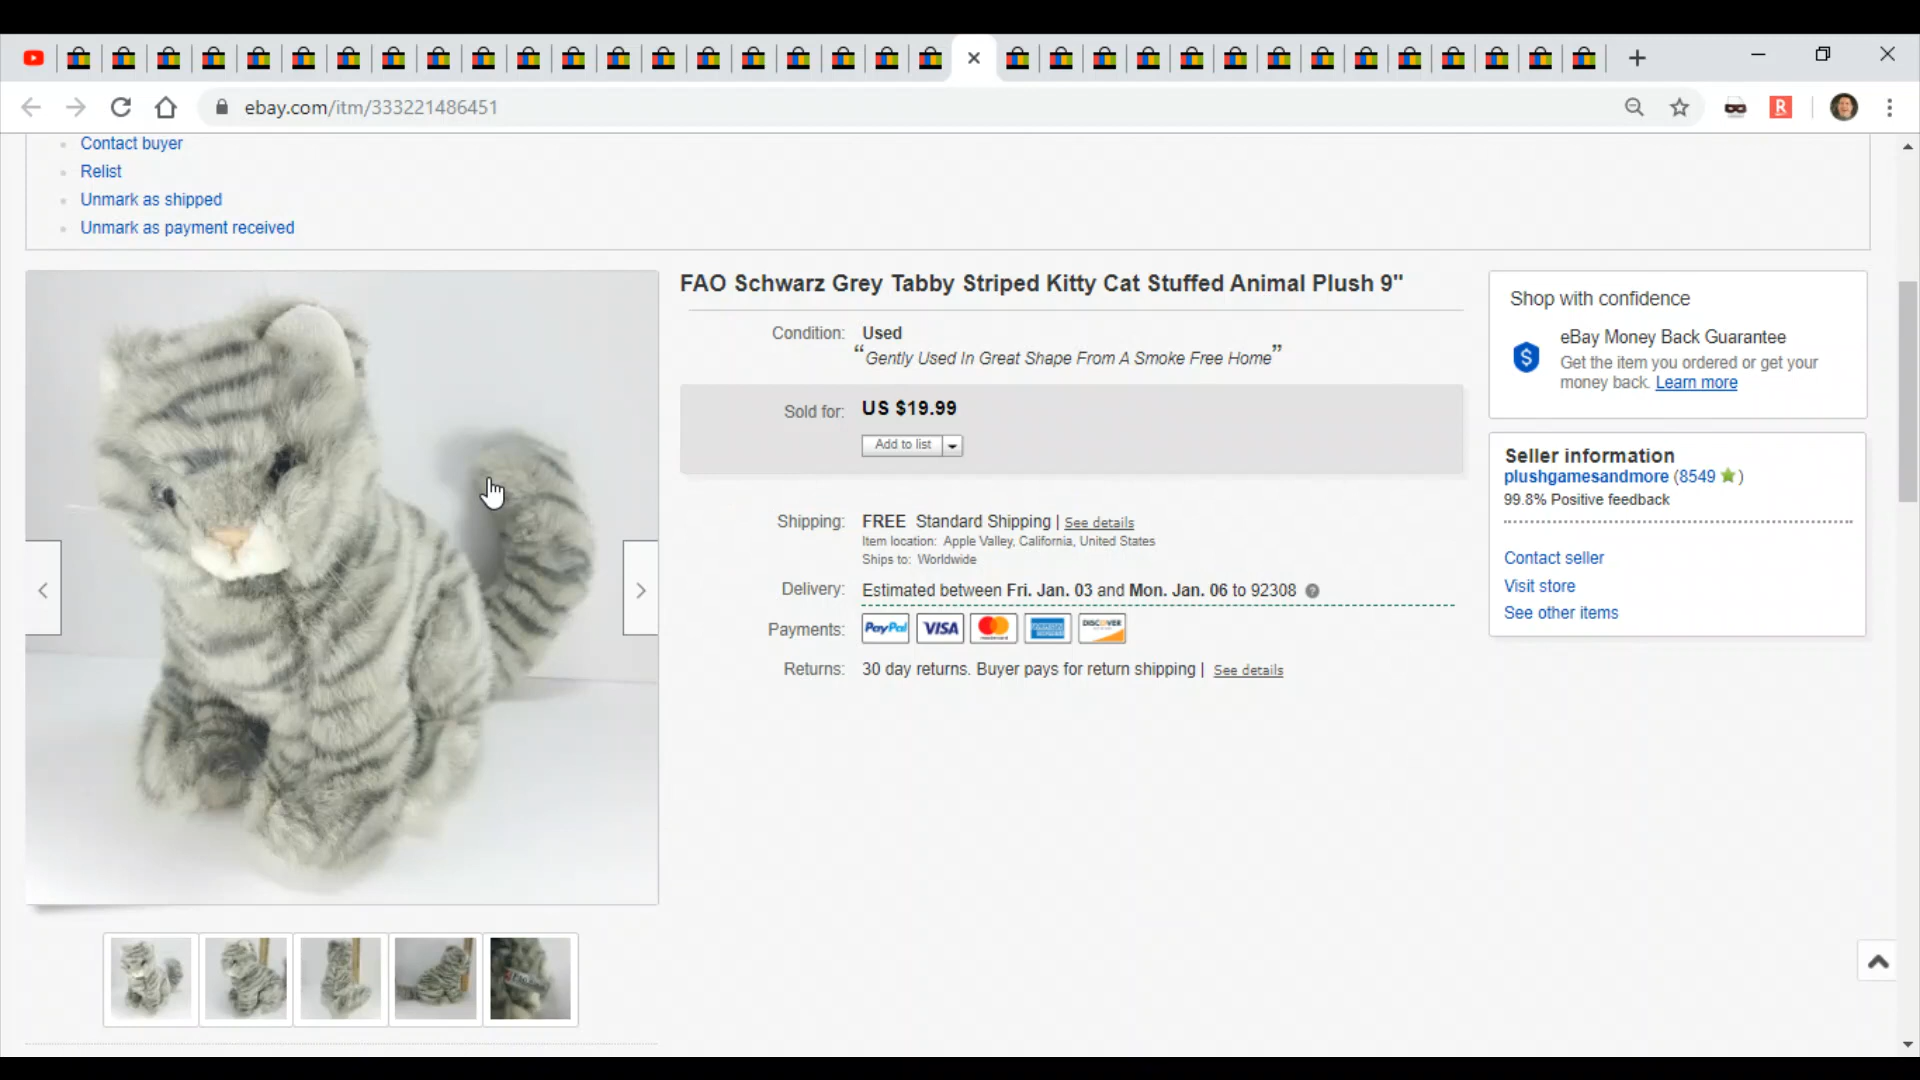 ebay.com/itm/333221486451
R
Contact buyer
Relist
Unmark as shipped
Unmark as payment received
FAO Schwarz Grey Tabby Striped Kitty Cat Stuffed Animal Plush 9"
Condition: Used
“Gently Used In Great Shape From A Smoke Free Home”
Sold for: US $19.99
Add to list
Shipping: FREE Standard Shipping | See details
Item location: Apple Valley, California, United States
Ships to: Worldwide
Delivery: Estimated between Fri. Jan. 03 and Mon. Jan. 06 to 92308 ?
Payments: PayPal VISA MasterCard AMERICAN EXPRESS DISCOVER
Returns: 30 day returns. Buyer pays for return shipping | See details
Shop with confidence
$
eBay Money Back Guarantee
Get the item you ordered or get your
money back. Learn more
Seller information
plushgamesandmore (8549 ★)
99.8% Positive feedback
Contact seller
Visit store
See other items